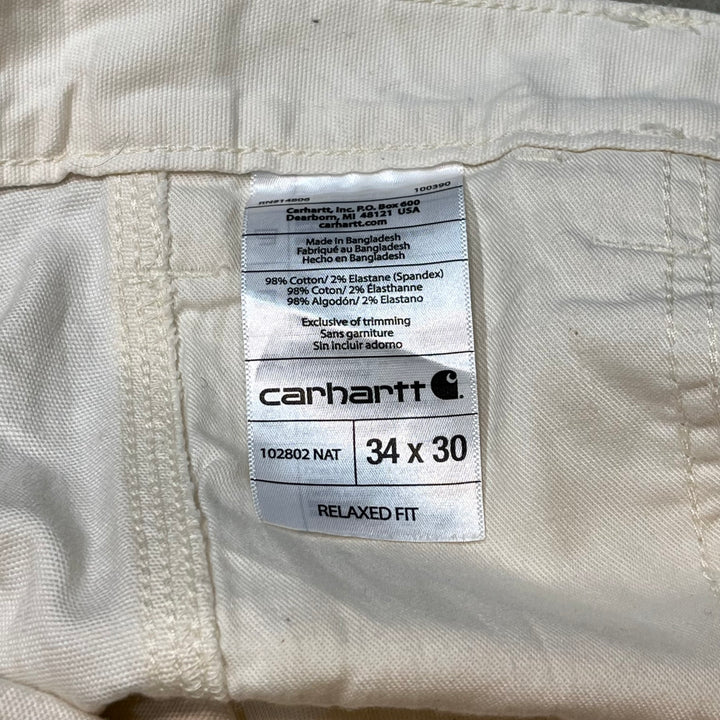 RN#14806 100390
Carhartt, Inc. P.O. Box 600
Dearborn, MI 48121 USA
carhartt.com
Made in Bangladesh
Fabriqué au Bangladesh
Hecho en Bangladesh
98% Cotton/ 2% Elastane (Spandex)
98% Coton/ 2% Élasthanne
98% Algodón/ 2% Elastano
Exclusive of trimming
Sans garniture
Sin incluir adorno
carhartt
102802 NAT 34 x 30
RELAXED FIT